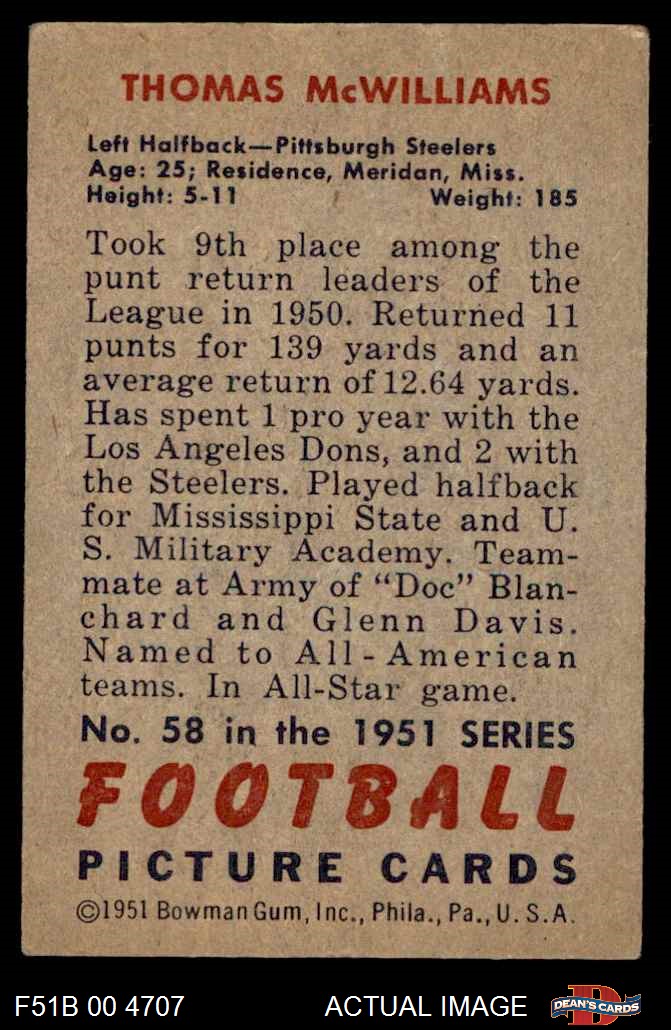 THOMAS McWILLIAMS
Left Halfback—Pittsburgh Steelers
Age: 25; Residence, Meridan, Miss.
Height: 5-11 Weight: 185
Took 9th place among the
punt return leaders of the
League in 1950. Returned 11
punts for 139 yards and an
average return of 12.64 yards.
Has spent 1 pro year with the
Los Angeles Dons, and 2 with
the Steelers. Played halfback
for Mississippi State and U.
S. Military Academy. Team-
mate at Army of “Doc” Blan-
chard and Glenn Davis.
Named to All-American
teams. In All-Star game.
No. 58 in the 1951 SERIES
FOOTBALL
PICTURE CARDS
©1951 Bowman Gum, Inc., Phila., Pa., U. S. A.
F51B 00 4707 ACTUAL IMAGE D DEAN'S CARDS